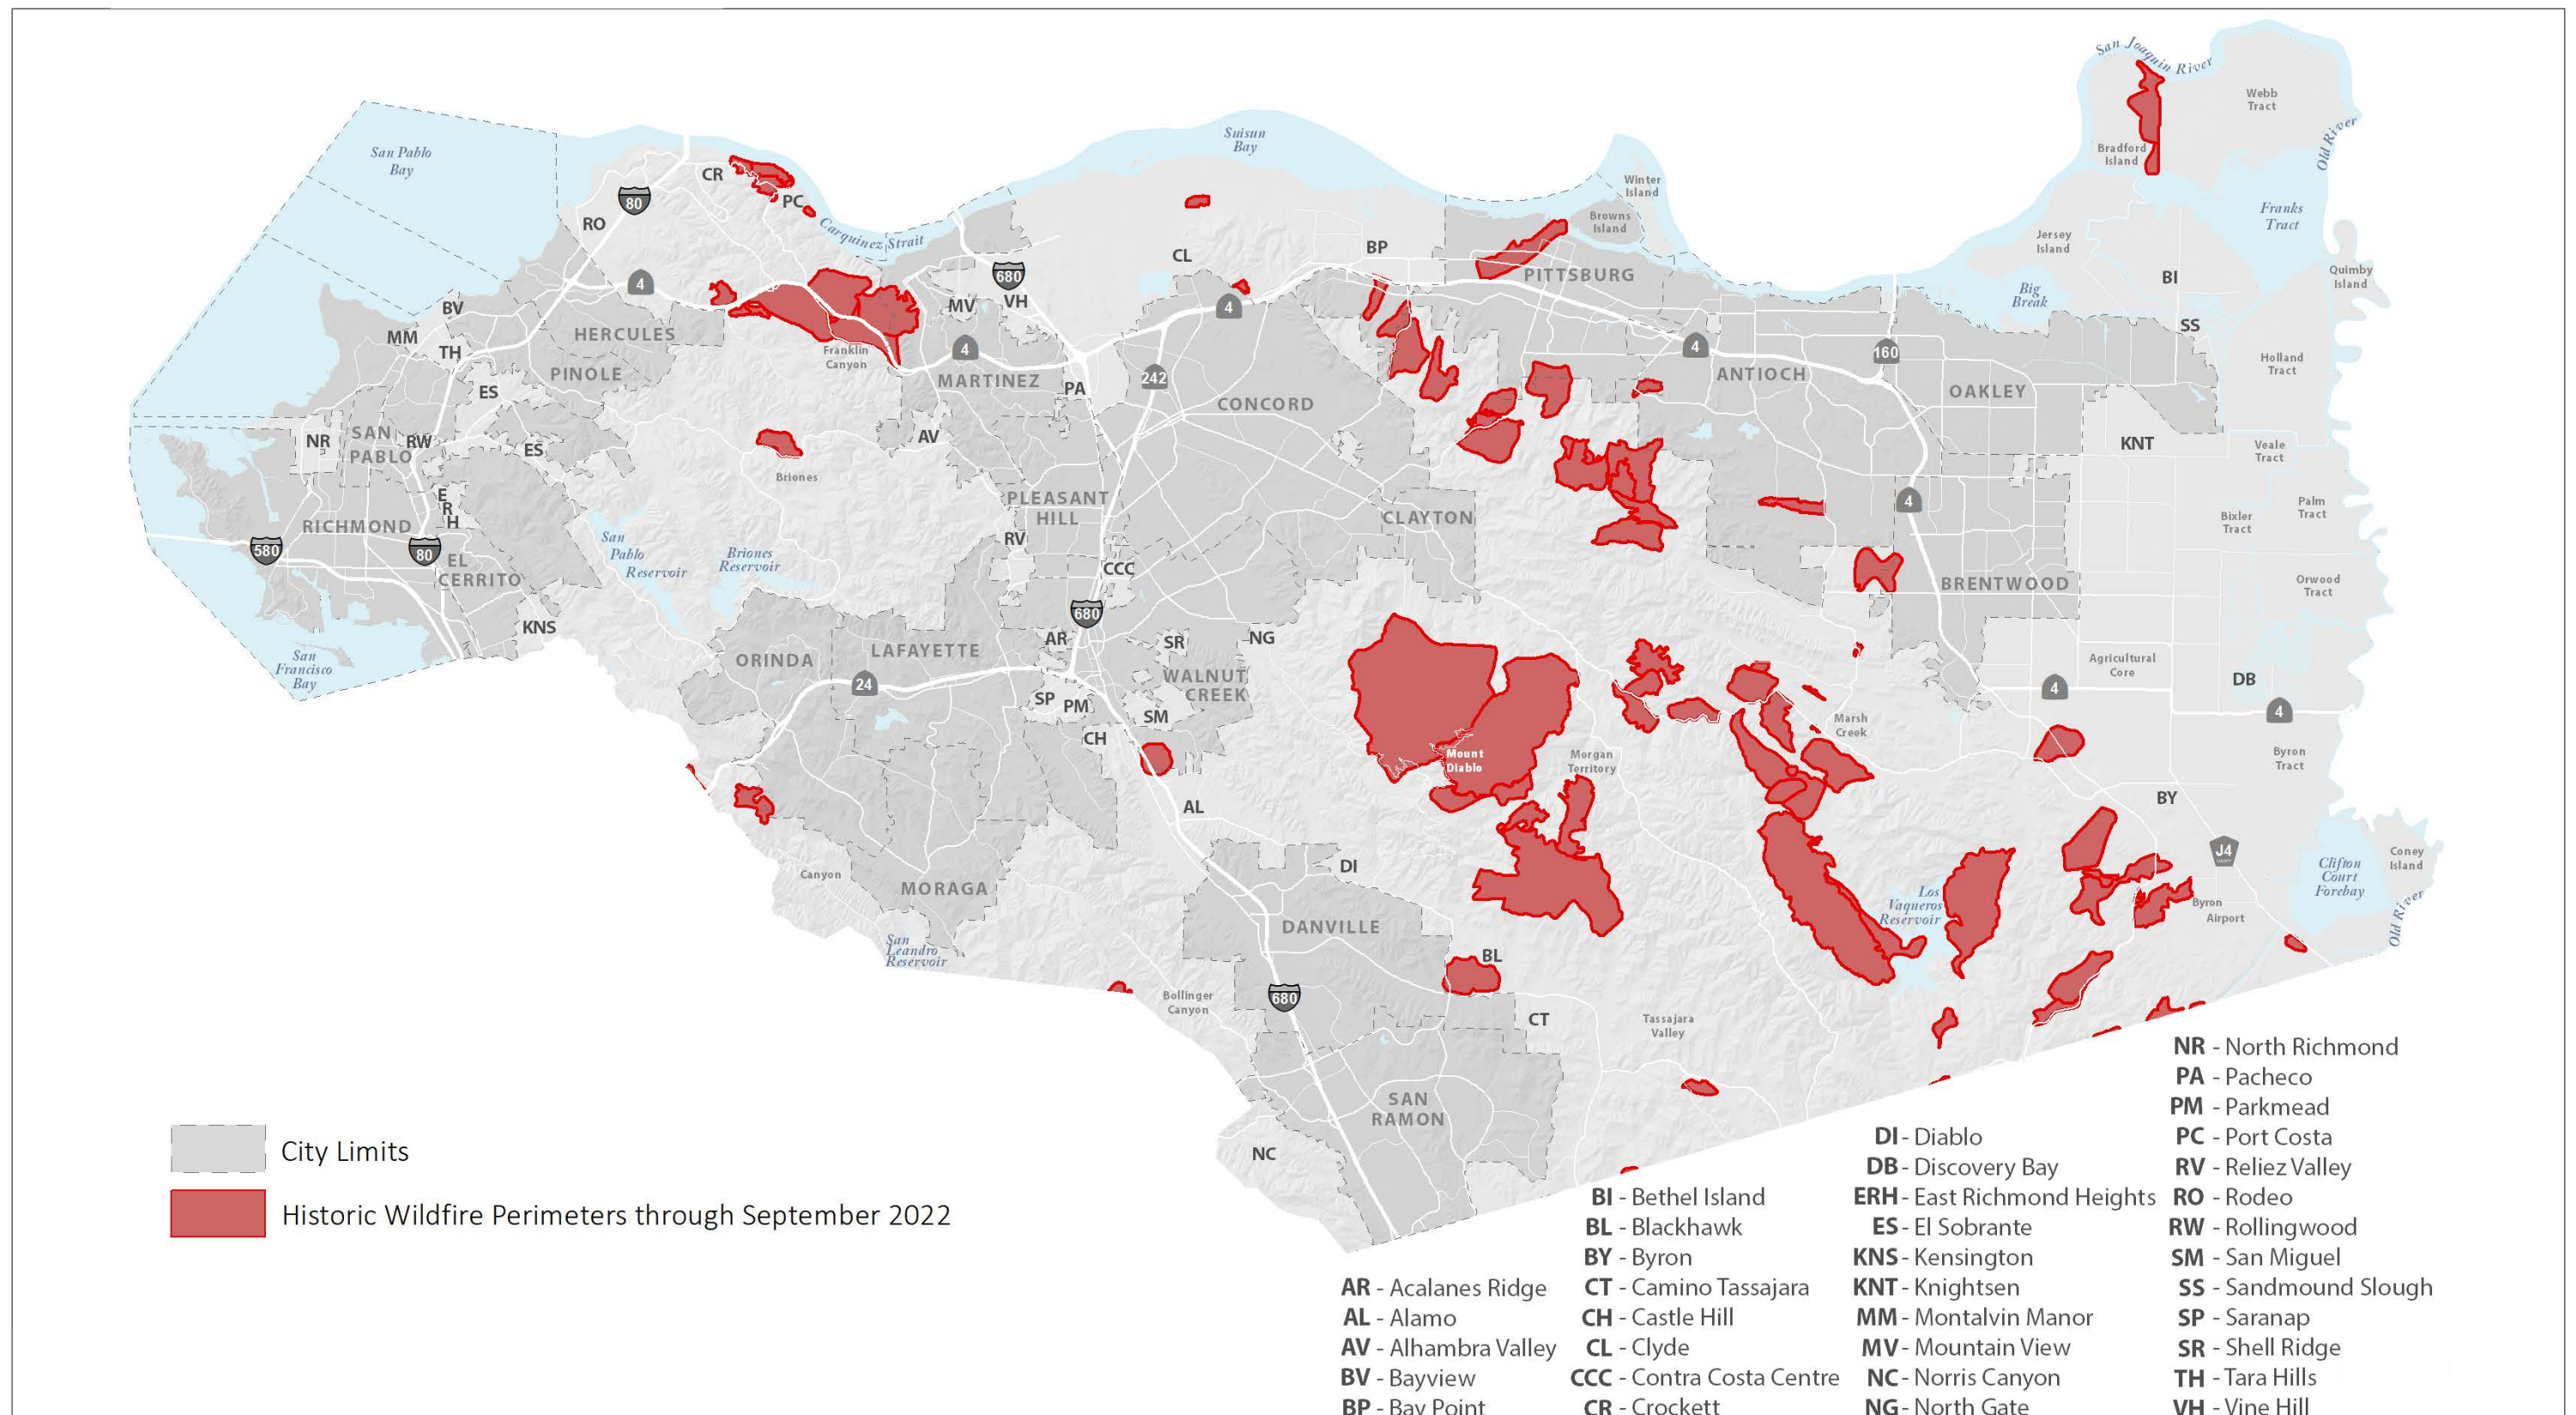 San Joaquin River
Webb
Tract
Old River
Bradford
Island
San Pablo
Bay
Suisun
Bay
CR
80
PC
RO
Carquinez Strait
Winter
Island
Browns
Island
Franks
Tract
Jersey
Island
CL
BP
PITTSBURG
680
4
BI
Quimby
Island
Big
Break
BV
MV
VH
4
HERCULES
MM
TH
Franklin
Canyon
4
4
160
SS
Holland
Tract
PINOLE
MARTINEZ
PA
242
ANTIOCH
OAKLEY
ES
CONCORD
NR
SAN
PABLO
RW
ES
AV
KNT
Veale
Tract
Briones
E
R
H
PLEASANT
HILL
CLAYTON
4
Palm
Tract
Bixler
Tract
RICHMOND
580
80
EL
CERRITO
San
Pablo
Reservoir
Briones
Reservoir
RV
CCC
BRENTWOOD
Orwood
Tract
KNS
680
AR
SR
NG
San
Francisco
Bay
ORINDA
LAFAYETTE
24
WALNUT
CREEK
SP
PM
SM
Agricultural
Core
DB
4
4
CH
Mount
Diablo
Morgan
Territory
Marsh
Creek
Byron
Tract
AL
BY
J4
Clifton
Court
Forebay
Coney
Island
DI
Canyon
MORAGA
Los
Vaqueros
Reservoir
Byron
Airport
Old River
DANVILLE
San
Leandro
Reservoir
BL
680
Bollinger
Canyon
CT
Tassajara
Valley
SAN
RAMON
NC
City Limits
Historic Wildfire Perimeters through September 2022
AR - Acalanes Ridge
AL - Alamo
AV - Alhambra Valley
BV - Bayview
BP - Bay Point
BI - Bethel Island
BL - Blackhawk
BY - Byron
CT - Camino Tassajara
CH - Castle Hill
CL - Clyde
CCC - Contra Costa Centre
CR - Crockett
DI - Diablo
DB - Discovery Bay
ERH - East Richmond Heights
ES - El Sobrante
KNS - Kensington
KNT - Knightsen
MM - Montalvin Manor
MV - Mountain View
NC - Norris Canyon
NG - North Gate
NR - North Richmond
PA - Pacheco
PM - Parkmead
PC - Port Costa
RV - Reliez Valley
RO - Rodeo
RW - Rollingwood
SM - San Miguel
SS - Sandmound Slough
SP - Saranap
SR - Shell Ridge
TH - Tara Hills
VH - Vine Hill